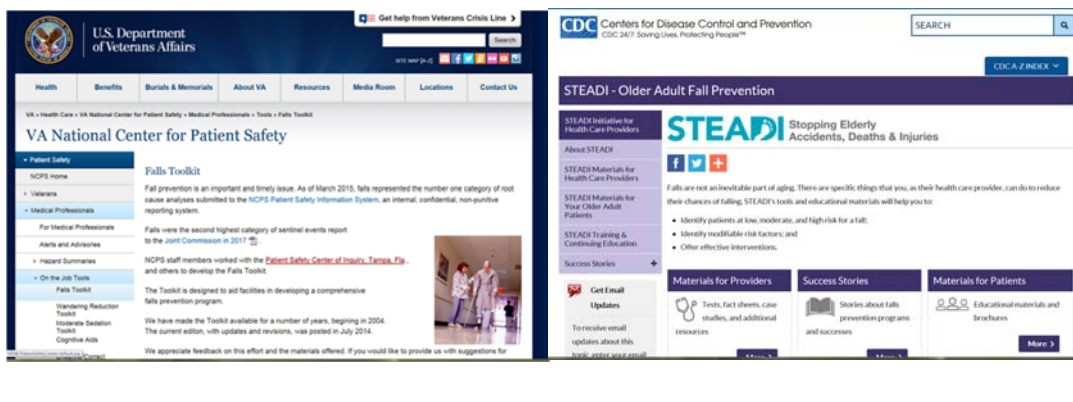 Get help from Veterans Crisis Line >
U.S. Department
of Veterans Affairs
Search
SITE MAP [A-Z]
Health Benefits Burials & Memorials About VA Resources Media Room Locations Contact Us
VA » Health Care » VA National Center for Patient Safety » Medical Professionals » Tools » Falls Toolkit
VA National Center for Patient Safety
Patient Safety
NCPS Home
Veterans
Medical Professionals
For Medical Professionals
Alerts and Advisories
Hazard Summaries
On the Job Tools
Falls Toolkit
Wandering Reduction
Toolkit
Moderate Sedation
Toolkit
Cognitive Aids
Correct
Falls Toolkit
Fall prevention is an important and timely issue. As of March 2015, falls represented the number one category of root
cause analyses submitted to the NCPS Patient Safety Information System, an internal, confidential, non-punitive
reporting system.
Falls were the second highest category of sentinel events report
to the Joint Commission in 2017 .
NCPS staff members worked with the Patient Safety Center of Inquiry, Tampa, Fla.,
and others to develop the Falls Toolkit.
The Toolkit is designed to aid facilities in developing a comprehensive
falls prevention program.
We have made the Toolkit available for a number of years, begining in 2004.
The current editon, with updates and revisions, was posted in July 2014.
We appreciate feedback on this effort and the materials offered. If you would like to provide us with suggestions for
CDC Centers for Disease Control and Prevention
CDC 24/7: Saving Lives, Protecting People™
SEARCH
CDC A-Z INDEX
STEADI - Older Adult Fall Prevention
STEADI Initiative for
Health Care Providers
About STEADI
STEADI Materials for
Health Care Providers
STEADI Materials for
Your Older Adult
Patients
STEADI Training &
Continuing Education
Success Stories +
Get Email
Updates
To receive email
updates about this
topic, enter your email
STEADI Stopping Elderly
Accidents, Deaths & Injuries
Falls are not an inevitable part of aging. There are specific things that you, as their health care provider, can do to reduce
their chances of falling. STEADI's tools and educational materials will help you to:
• Identify patients at low, moderate, and high risk for a fall;
• Identify modifiable risk factors; and
• Offer effective interventions.
Materials for Providers
Tests, fact sheets, case
studies, and additional
resources
More >
Success Stories
Stories about falls
prevention programs
and successes
More >
Materials for Patients
Educational materials and
brochures
More >